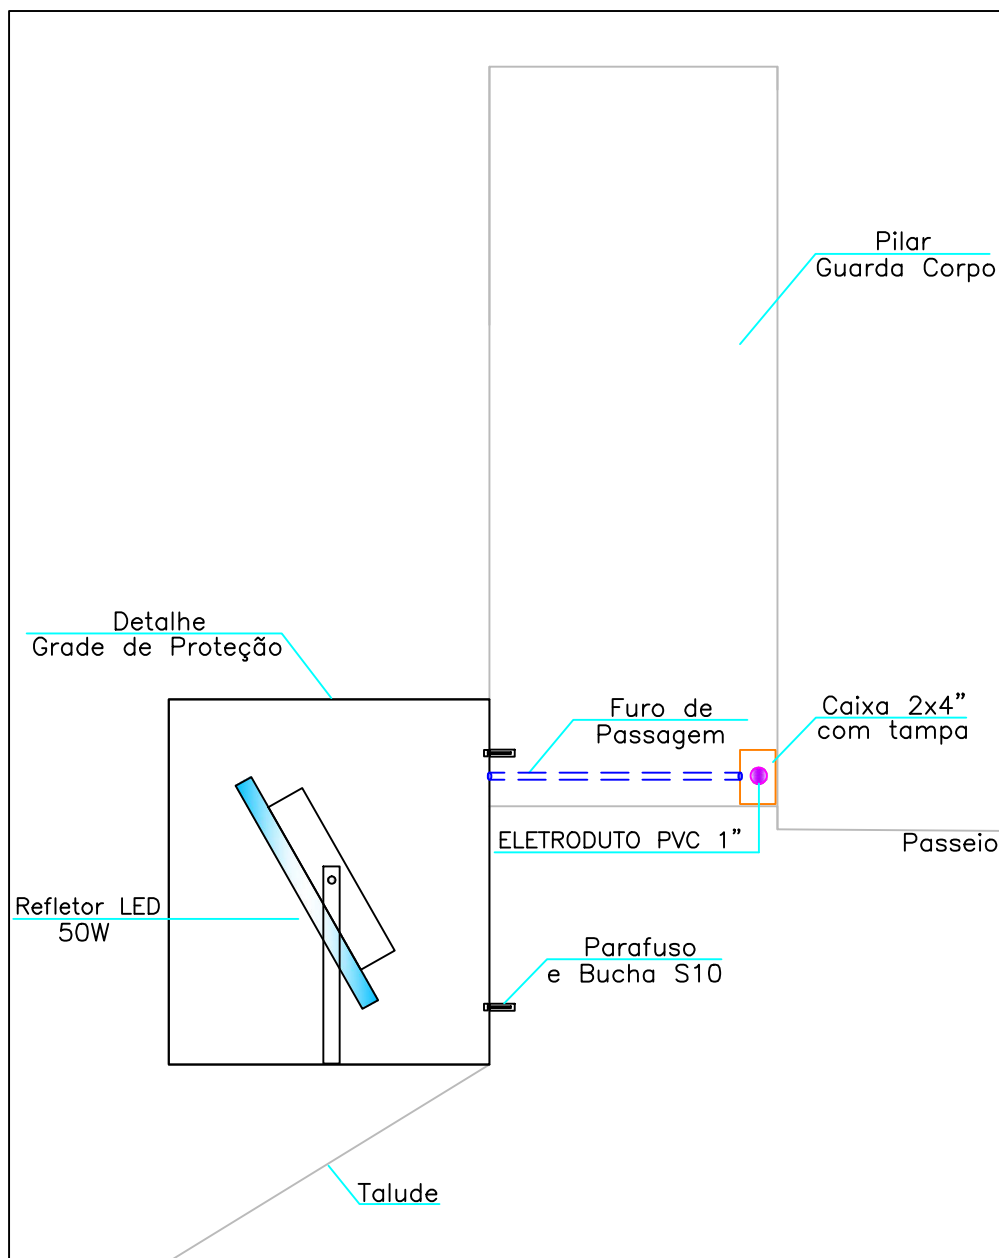 Pilar
Guarda Corpo
Detalhe
Grade de Proteção
Furo de
Passagem
Caixa 2x4”
com tampa
ELETRODUTO PVC 1”
Passeio
Refletor LED
50W
Parafuso
e Bucha S10
Talude